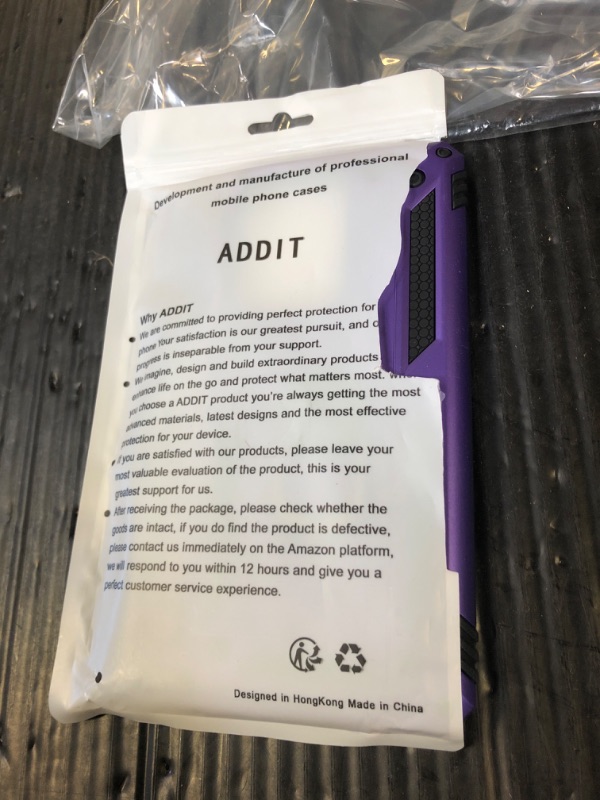 Development and manufacture of professional
mobile phone cases
ADDIT
Why ADDIT
● We are committed to providing perfect protection for
phone Your satisfaction is our greatest pursuit, and
progress is inseparable from your support.
● We imagine, design and build extraordinary products
enhance life on the go and protect what matters most.
you choose a ADDIT product you're always getting the most
advanced materials, latest designs and the most effective
protection for your device.
● If you are satisfied with our products, please leave your
most valuable evaluation of the product, this is your
greatest support for us.
● After receiving the package, please check whether the
goods are intact, if you do find the product is defective,
please contact us immediately on the Amazon platform,
we will respond to you within 12 hours and give you a
perfect customer service experience.
Designed in HongKong Made in China